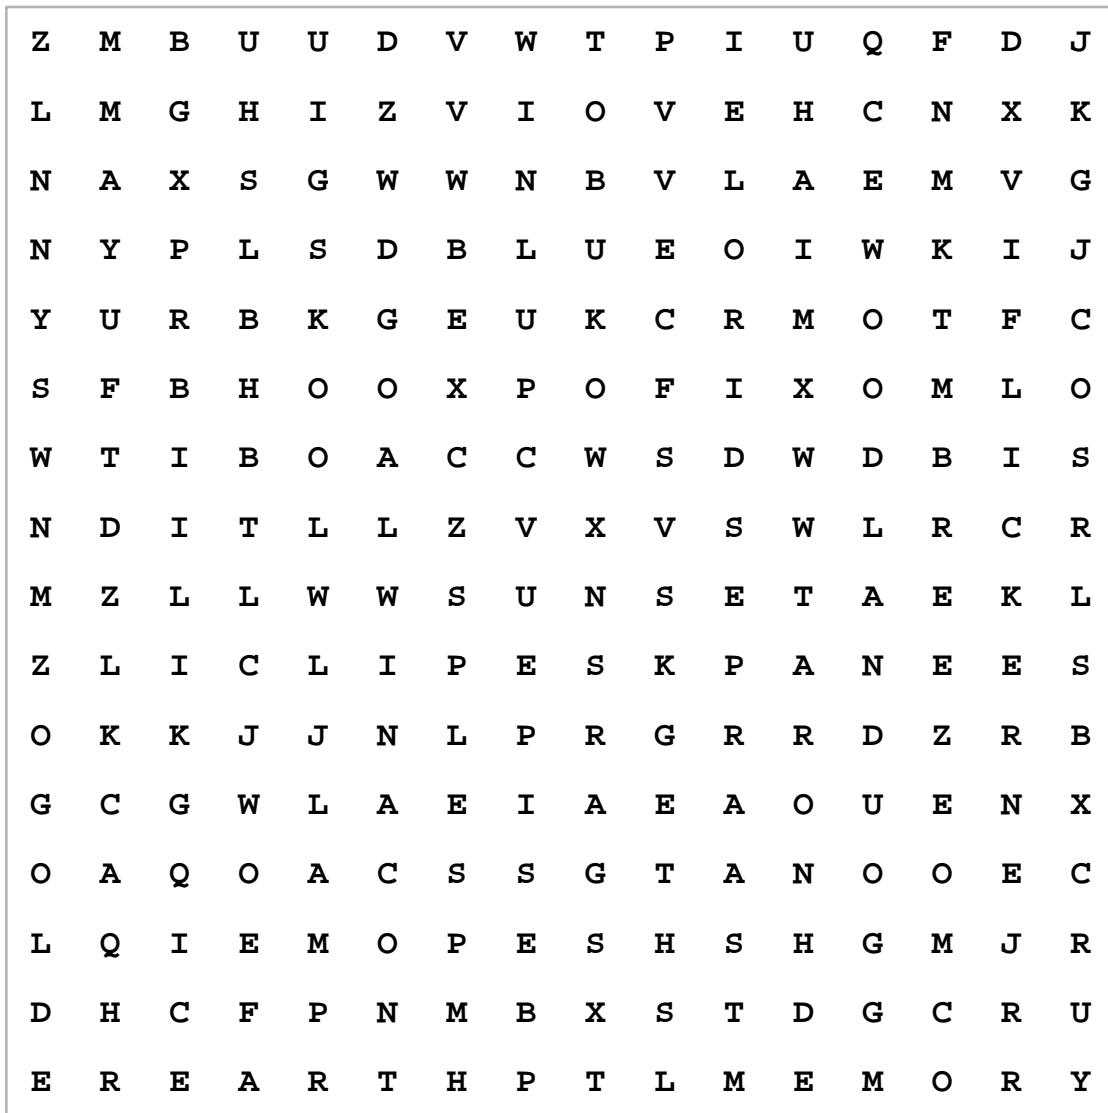 Z M B U U D V W T P I U Q F D J
L M G H I Z V I O V E H C N X K
N A X S G W W N B V L A E M V G
N Y P L S D B L U E O I W K I J
Y U R B K G E U K C R M O T F C
S F B H O O X P O F I X O M L O
W T I B O A C C W S D W D B I S
N D I T L L Z V X V S W L R C R
M Z L L W W S U N S E T A E K L
Z L I C L I P E S K P A N E E S
O K K J J N L P R G R R D Z R B
G C G W L A E I A E A O U E N X
O A Q O A C S S G T A N O O E C
L Q I E M O P E S H S H G M J R
D H C F P N M B X S T D G C R U
E R E A R T H P T L M E M O R Y